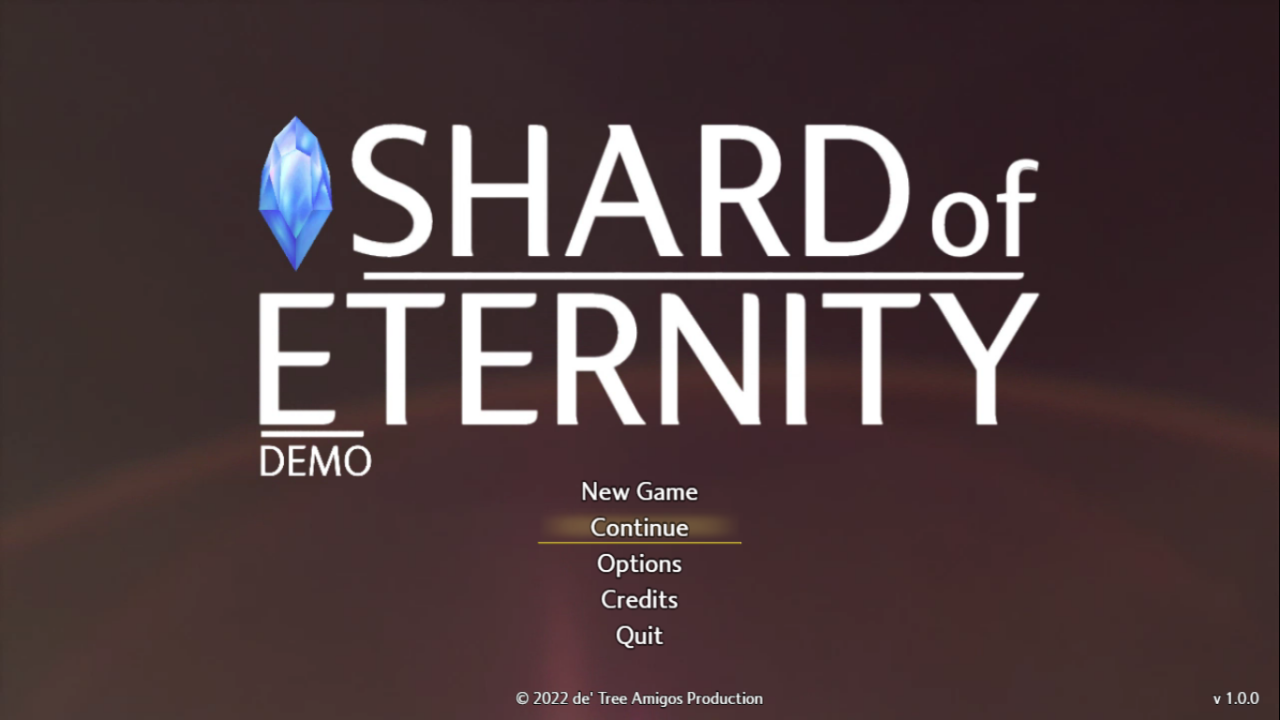 SHARD of
ETERNITY
DEMO
New Game
Continue
Options
Credits
Quit
© 2022 de' Tree Amigos Production
v 1.0.0